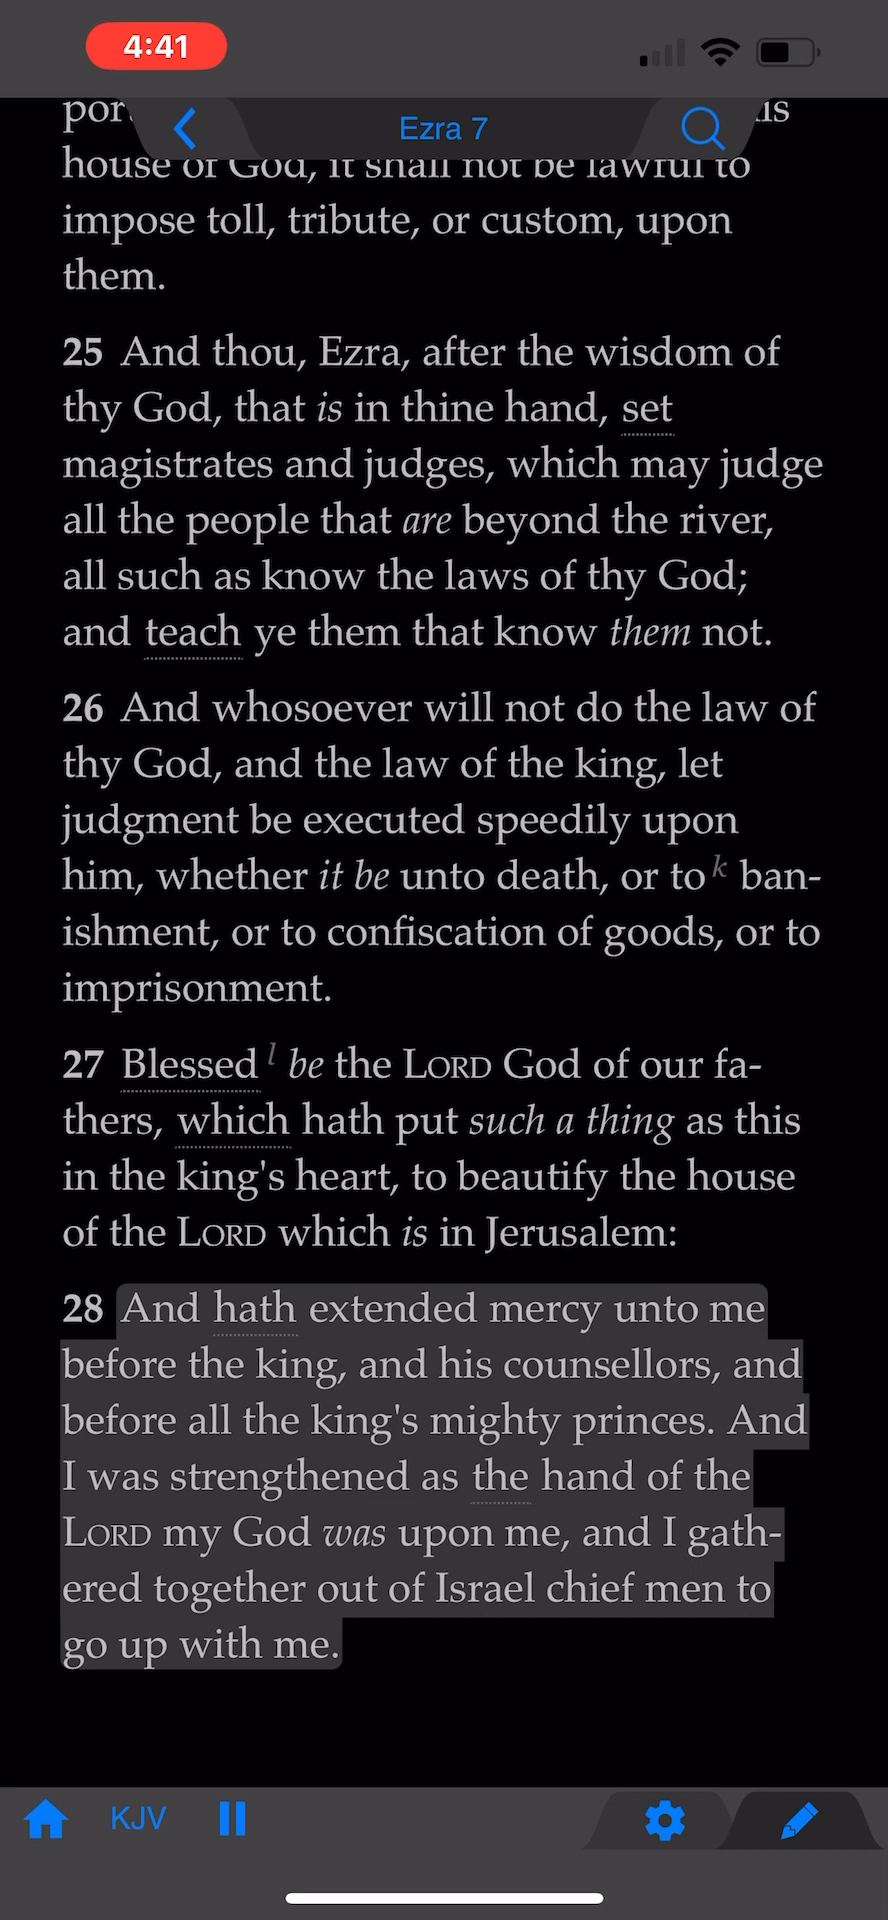 4:41
Ezra 7
house of God, it shall not be lawful to
impose toll, tribute, or custom, upon
them.
25 And thou, Ezra, after the wisdom of
thy God, that is in thine hand, set
magistrates and judges, which may judge
all the people that are beyond the river,
all such as know the laws of thy God;
and teach ye them that know them not.
26 And whosoever will not do the law of
thy God, and the law of the king, let
judgment be executed speedily upon
him, whether it be unto death, or to k ban-
ishment, or to confiscation of goods, or to
imprisonment.
27 Blessed l be the LORD God of our fa-
thers, which hath put such a thing as this
in the king's heart, to beautify the house
of the LORD which is in Jerusalem:
28 And hath extended mercy unto me
before the king, and his counsellors, and
before all the king's mighty princes. And
I was strengthened as the hand of the
LORD my God was upon me, and I gath-
ered together out of Israel chief men to
go up with me.
KJV